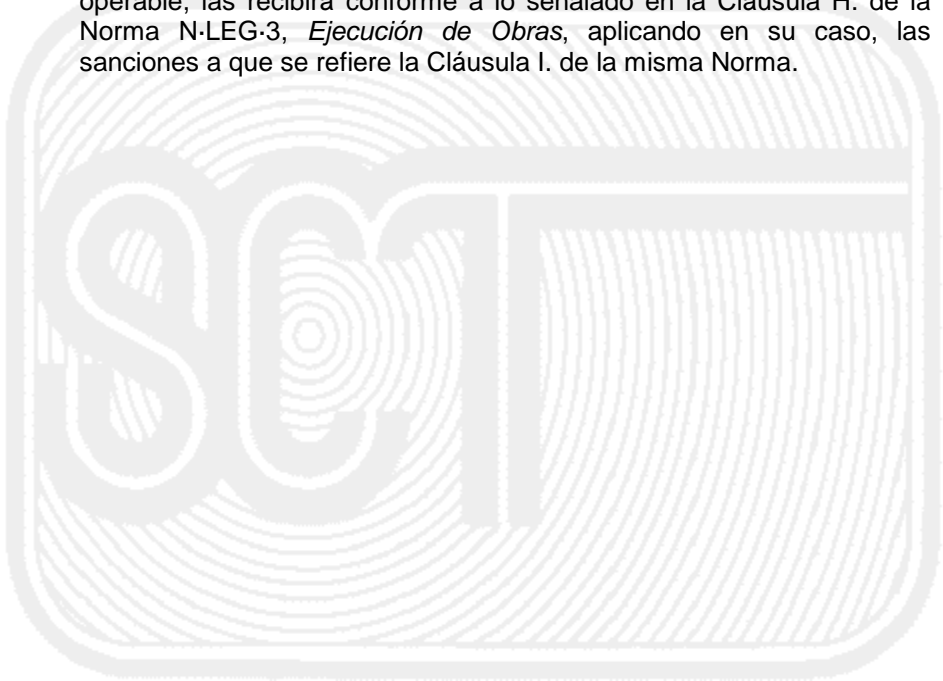 operable, las recibirá conforme a lo señalado en la Cláusula H. de la
Norma N·LEG·3, Ejecución de Obras, aplicando en su caso, las
sanciones a que se refiere la Cláusula I. de la misma Norma.
SCT